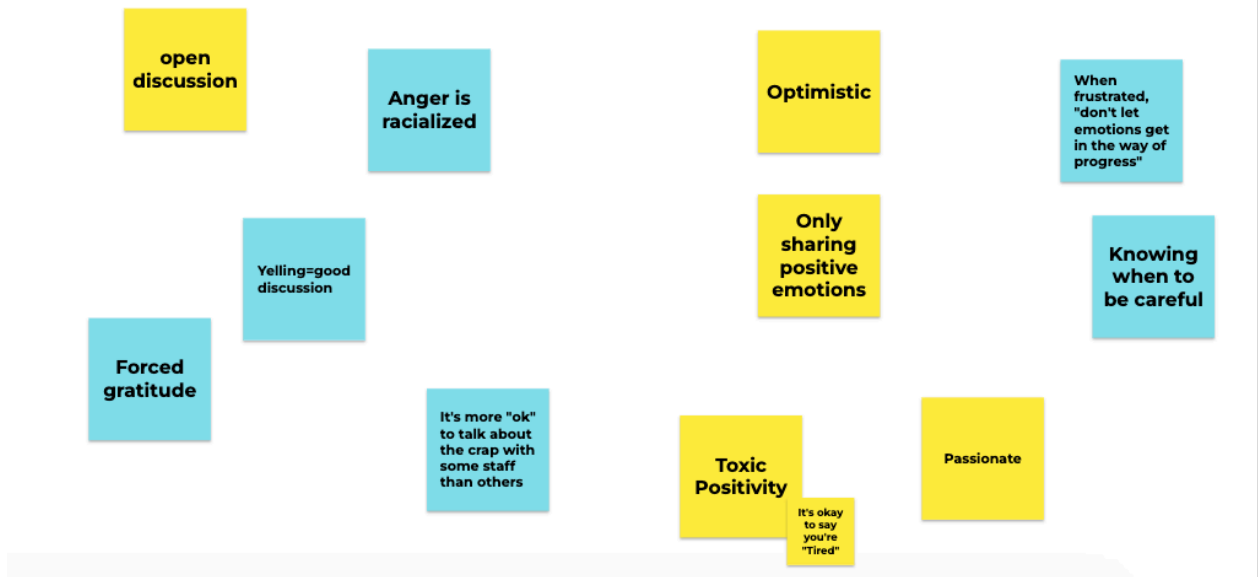 open
discussion
Anger is
racialized
Optimistic
When
frustrated,
"don't let
emotions get
in the way of
progress"
Yelling=good
discussion
Only
sharing
positive
emotions
Knowing
when to
be careful
Forced
gratitude
It's more "ok"
to talk about
the crap with
some staff
than others
Toxic
Positivity
It's okay
to say
you're
"Tired"
Passionate